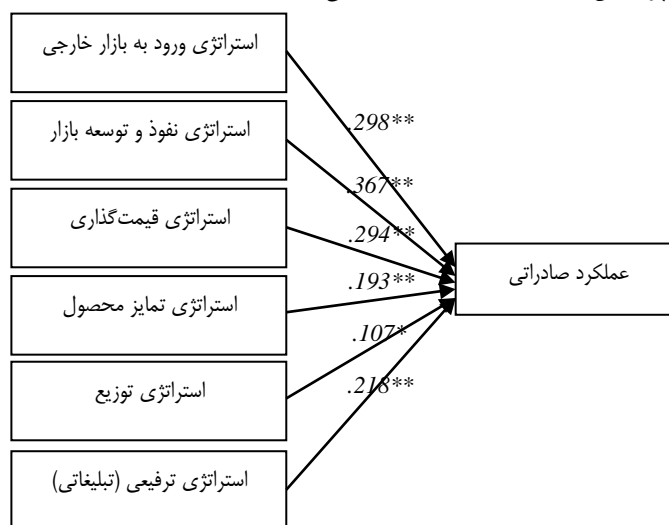 استراتژی ورود به بازار خارجی
.298**
استراتژی نفوذ و توسعه بازار
.367**
استراتژی قیمت‌گذاری
.294**
عملکرد صادراتی
.193**
استراتژی تمایز محصول
.107*
استراتژی توزیع
.218**
استراتژی ترفیعی (تبلیغاتی)